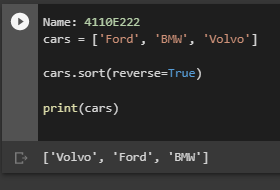 Name: 4110E222
cars = ['Ford', 'BMW', 'Volvo']
cars.sort(reverse=True)
print(cars)
['Volvo', 'Ford', 'BMW']